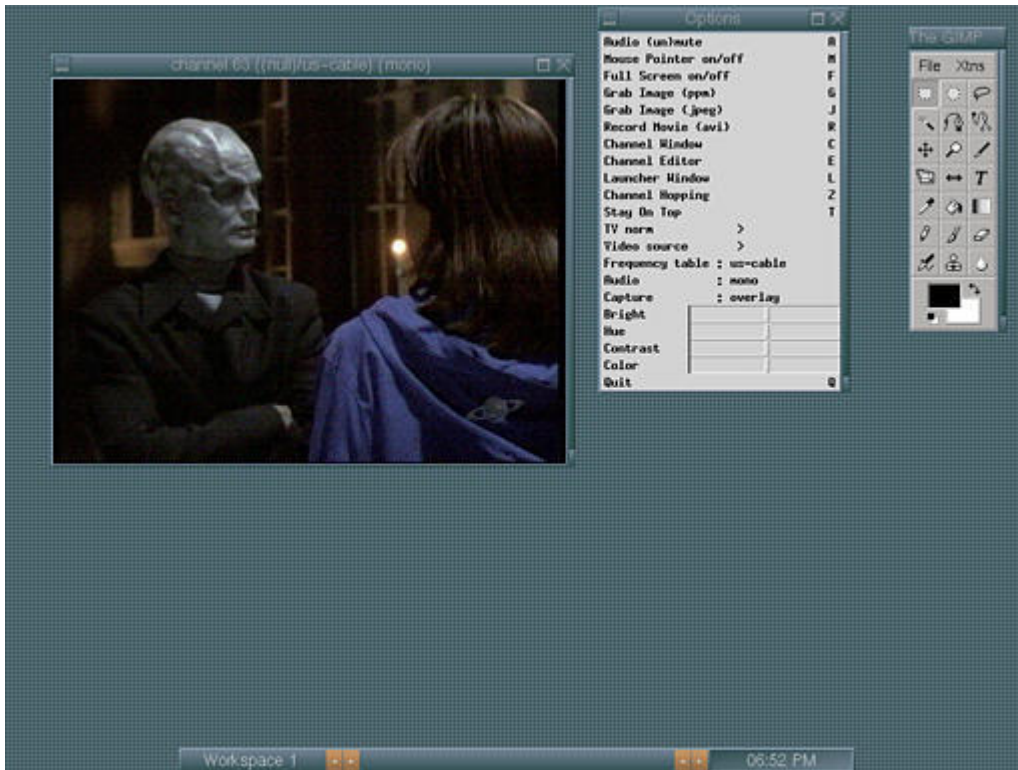 channel 63 ((null)/us-cable) (mono)
Options
Audio (un)mute A
Mouse Pointer on/off M
Full Screen on/off F
Grab Image (ppm) G
Grab Image (jpeg) J
Record Movie (avi) R
Channel Window C
Channel Editor E
Launcher Window L
Channel Hopping Z
Stay On Top T
TV norm >
Video source >
Frequency table : us-cable
Audio : mono
Capture : overlay
Bright
Hue
Contrast
Color
Quit Q
The GIMP
File Xtns
T
Workspace 1
06:52 PM